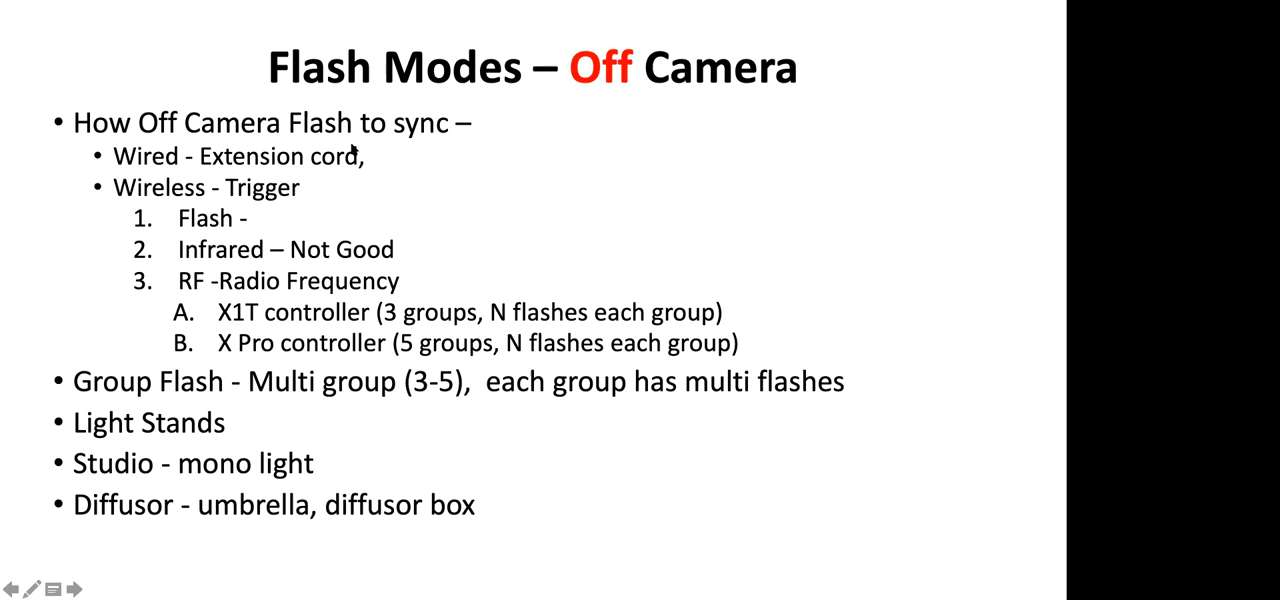 Flash Modes – Off Camera
• How Off Camera Flash to sync –
• Wired - Extension cord,
• Wireless - Trigger
1. Flash -
2. Infrared – Not Good
3. RF -Radio Frequency
A. X1T controller (3 groups, N flashes each group)
B. X Pro controller (5 groups, N flashes each group)
• Group Flash - Multi group (3-5), each group has multi flashes
• Light Stands
• Studio - mono light
• Diffusor - umbrella, diffusor box